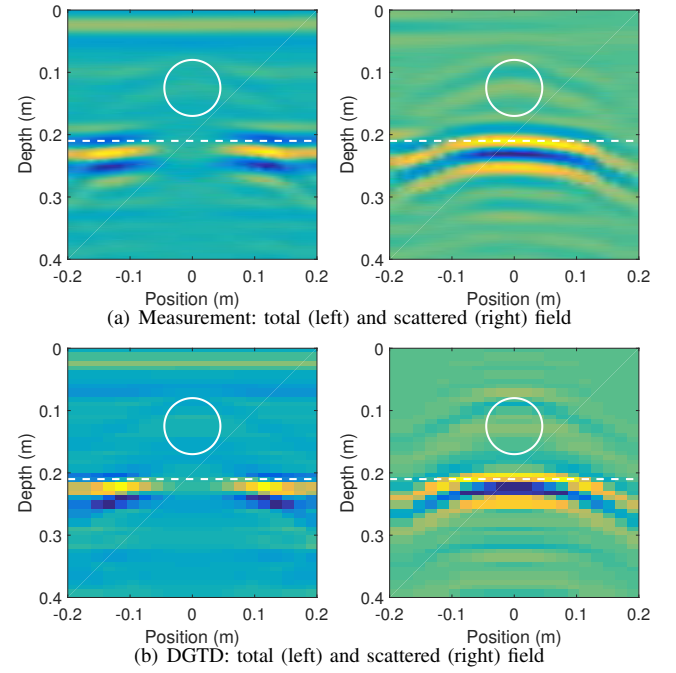 0
0.1
0.2
0.3
0.4
Depth (m)
-0.2 -0.1 0 0.1 0.2
Position (m)
0
0.1
0.2
0.3
0.4
Depth (m)
-0.2 -0.1 0 0.1 0.2
Position (m)
(a) Measurement: total (left) and scattered (right) field
0
0.1
0.2
0.3
0.4
Depth (m)
-0.2 -0.1 0 0.1 0.2
Position (m)
0
0.1
0.2
0.3
0.4
Depth (m)
-0.2 -0.1 0 0.1 0.2
Position (m)
(b) DGTD: total (left) and scattered (right) field